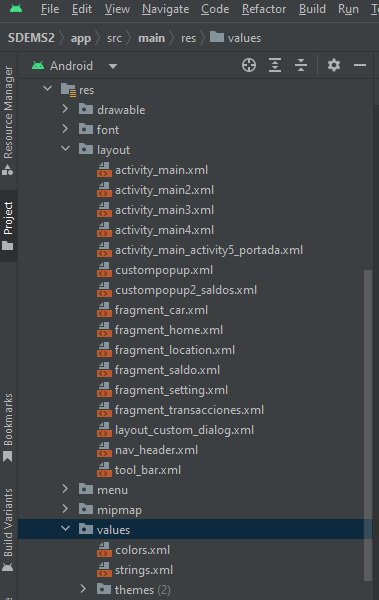 File Edit View Navigate Code Refactor Build Run
SDEMS2 app src main res values
Android
res
drawable
font
layout
activity_main.xml
activity_main2.xml
activity_main3.xml
activity_main4.xml
activity_main_activity5_portada.xml
custompopup.xml
custompopup2_saldos.xml
fragment_car.xml
fragment_home.xml
fragment_location.xml
fragment_saldo.xml
fragment_setting.xml
fragment_transacciones.xml
layout_custom_dialog.xml
nav_header.xml
tool_bar.xml
menu
mipmap
values
colors.xml
strings.xml
themes (2)
Resource Manager
Project
Bookmarks
Build Variants